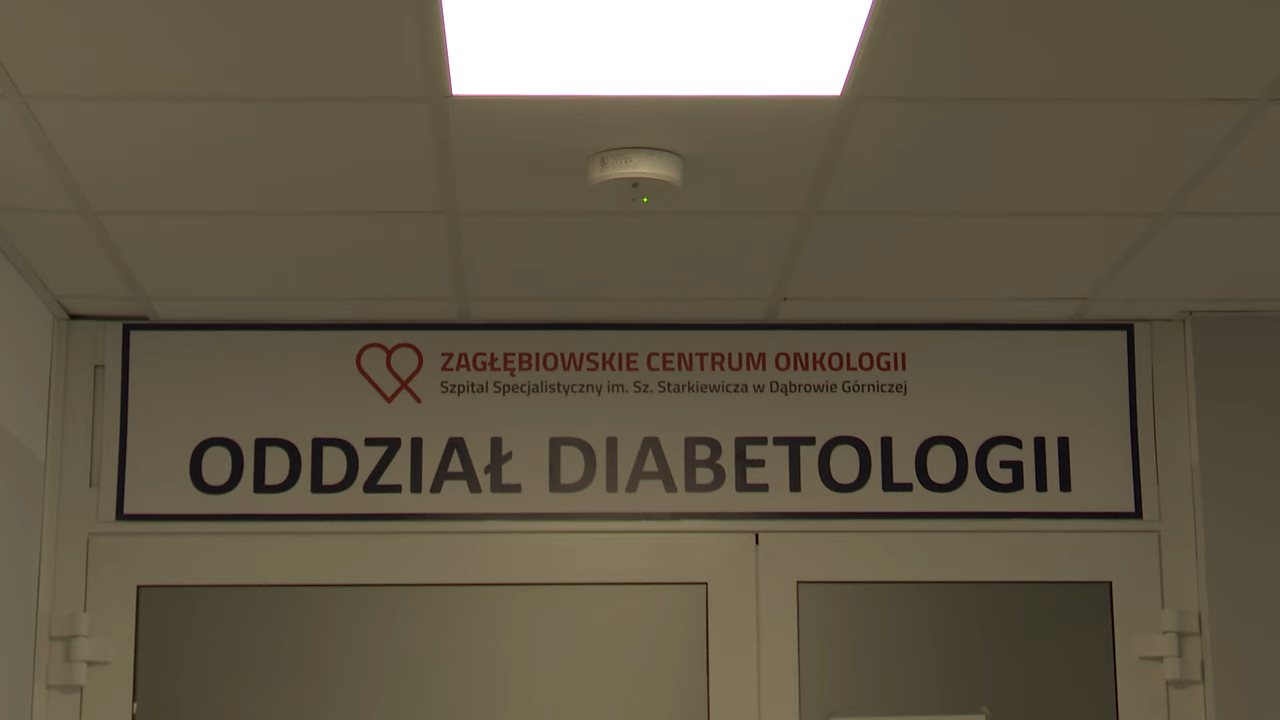 ZAGŁĘBIOWSKIE CENTRUM ONKOLOGII
Szpital Specjalistyczny im. Sz. Starkiewicza w Dąbrowie Górniczej
ODDZIAŁ DIABETOLOGII